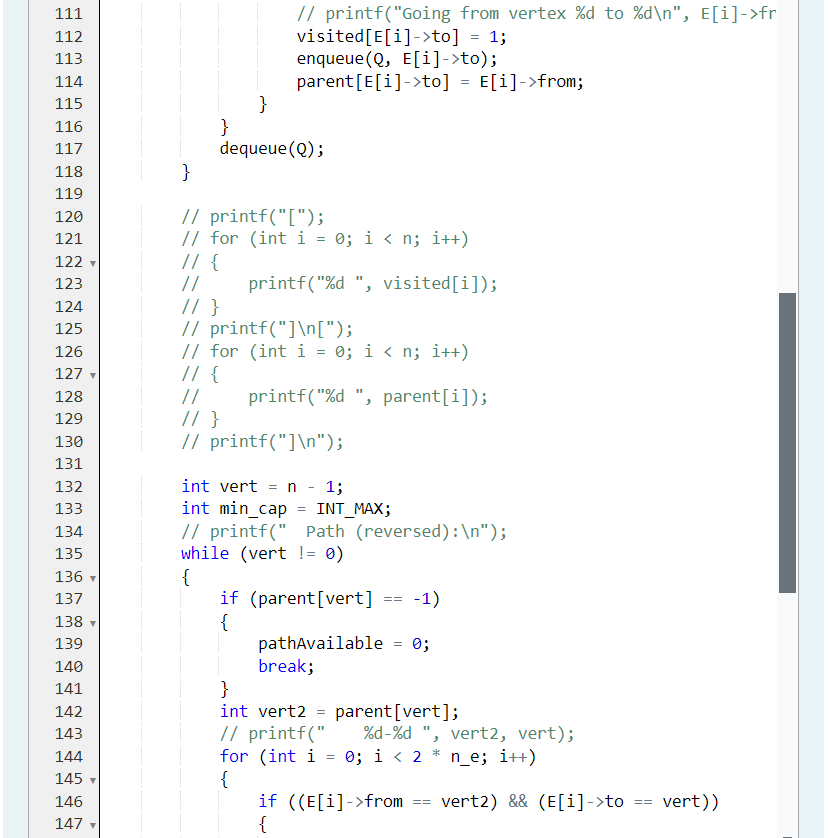 111 // printf("Going from vertex %d to %d\n", E[i]->fr
112 visited[E[i]->to] = 1;
113 enqueue(Q, E[i]->to);
114 parent[E[i]->to] = E[i]->from;
115 }
116 }
117 dequeue(Q);
118 }
119
120 // printf("[");
121 // for (int i = 0; i < n; i++)
122 // {
123 //     printf("%d ", visited[i]);
124 // }
125 // printf("]\n[");
126 // for (int i = 0; i < n; i++)
127 // {
128 //     printf("%d ", parent[i]);
129 // }
130 // printf("]\n");
131
132 int vert = n - 1;
133 int min_cap = INT_MAX;
134 // printf("  Path (reversed):\n");
135 while (vert != 0)
136 {
137 if (parent[vert] == -1)
138 {
139 pathAvailable = 0;
140 break;
141 }
142 int vert2 = parent[vert];
143 // printf("    %d-%d ", vert2, vert);
144 for (int i = 0; i < 2 * n_e; i++)
145 {
146 if ((E[i]->from == vert2) && (E[i]->to == vert))
147 {